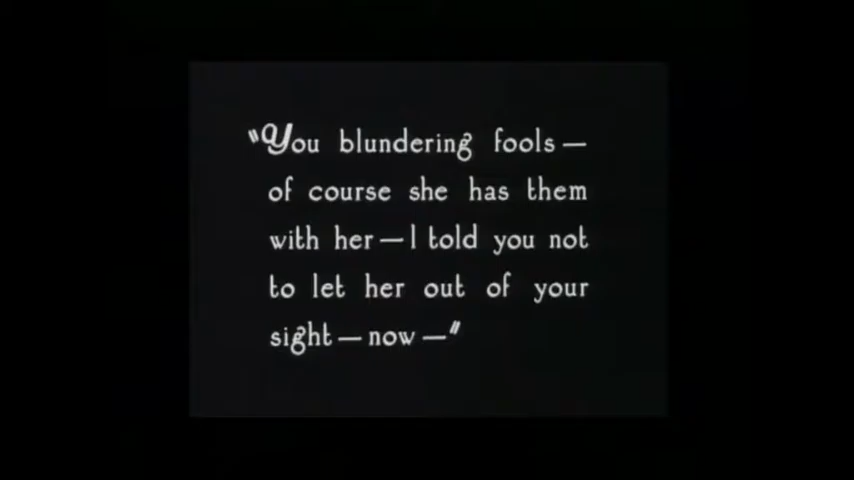 "You blundering fools —
of course she has them
with her — I told you not
to let her out of your
sight — now —"